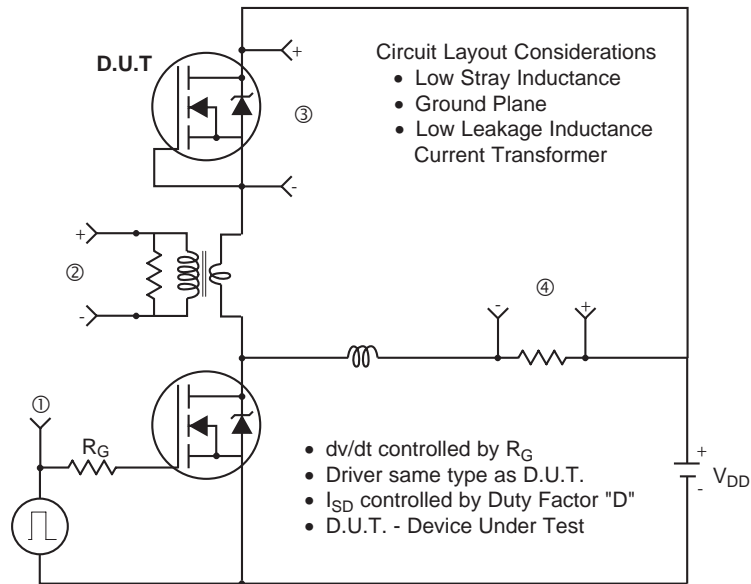 D.U.T
+
③
-
Circuit Layout Considerations
• Low Stray Inductance
• Ground Plane
• Low Leakage Inductance
Current Transformer
+
②
-
④
- +
①
R_G
• dv/dt controlled by R_G
• Driver same type as D.U.T.
• I_SD controlled by Duty Factor "D"
• D.U.T. - Device Under Test
+
V_DD
-